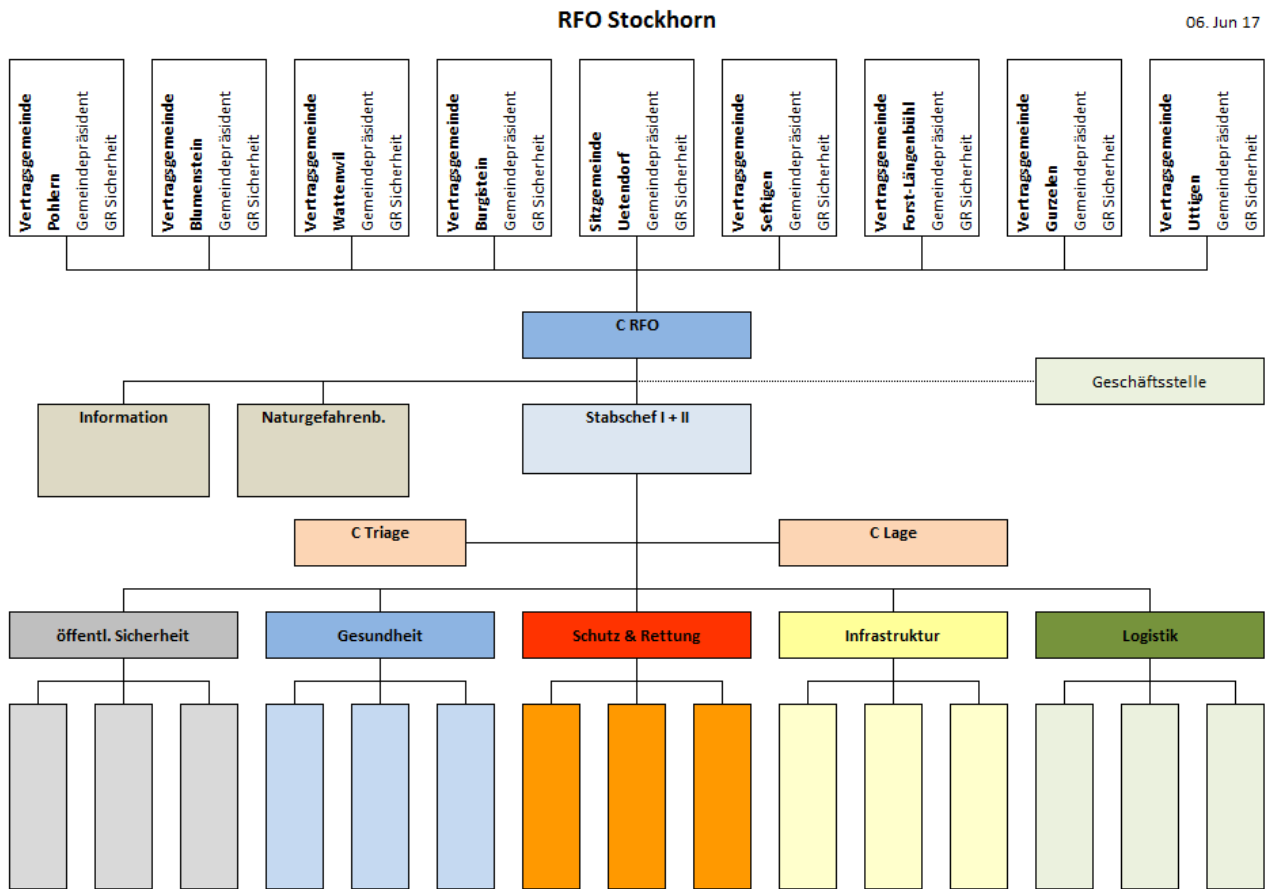 RFO Stockhorn
06. Jun 17
Vertragsgemeinde
Pohlern
Gemeindepräsident
GR Sicherheit
Vertragsgemeinde
Blumenstein
Gemeindepräsident
GR Sicherheit
Vertragsgemeinde
Wattenwil
Gemeindepräsident
GR Sicherheit
Vertragsgemeinde
Burgistein
Gemeindepräsident
GR Sicherheit
Sitzgemeinde
Uetendorf
Gemeindepräsident
GR Sicherheit
Vertragsgemeinde
Seftigen
Gemeindepräsident
GR Sicherheit
Vertragsgemeinde
Forst-Längenbühl
Gemeindepräsident
GR Sicherheit
Vertragsgemeinde
Gurzelen
Gemeindepräsident
GR Sicherheit
Vertragsgemeinde
Uttigen
Gemeindepräsident
GR Sicherheit
C RFO
Geschäftsstelle
Information
Naturgefahrenb.
Stabschef I + II
C Triage
C Lage
öffentl. Sicherheit
Gesundheit
Schutz & Rettung
Infrastruktur
Logistik